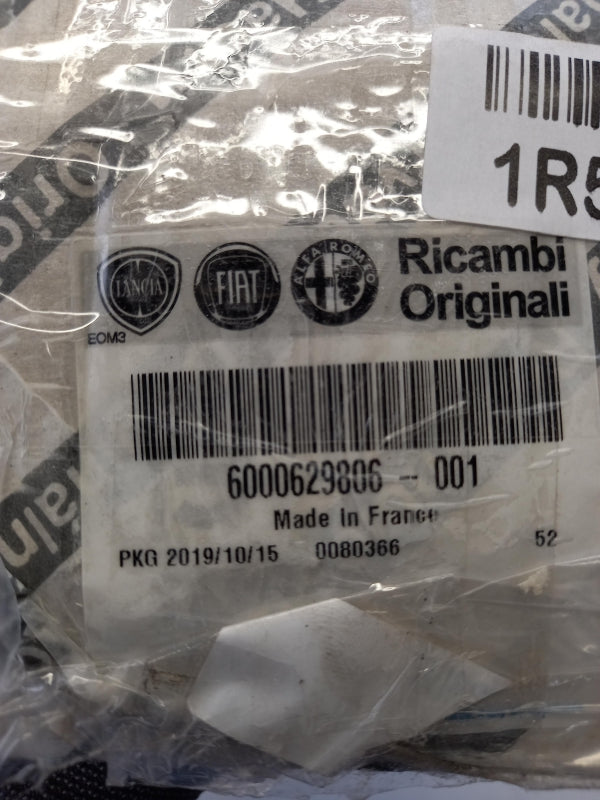 1R5
LANCIA FIAT ALFA ROMEO Ricambi
Originali
EOM3
6000629806 - 001
Made In France
PKG 2019/10/15 0080366 52